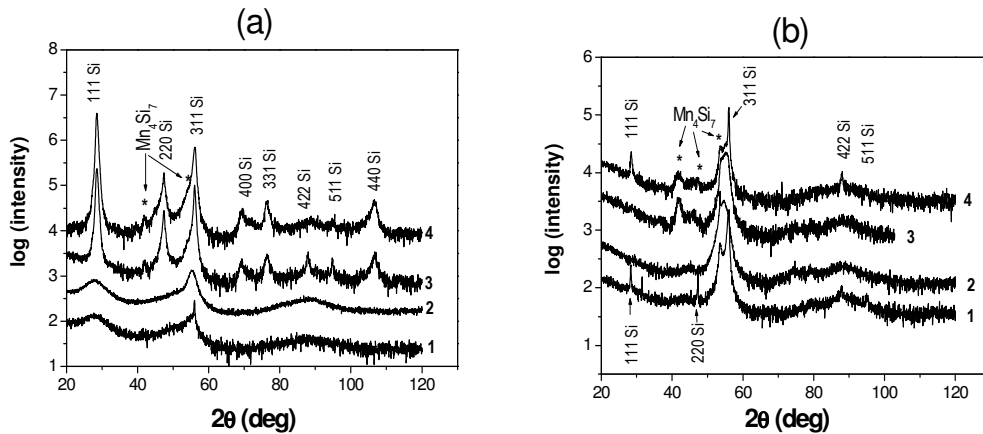 (a)
8
7
6
5
4
3
2
1
log (intensity)
111 Si
Mn4Si7
220 Si
311 Si
400 Si
331 Si
422 Si
511 Si
440 Si
*
*
4
3
2
1
20 40 60 80 100 120
2θ (deg)
(b)
6
5
4
3
2
1
log (intensity)
111 Si
Mn4Si7
311 Si
422 Si
511 Si
*
*
*
4
3
2
1
111 Si
220 Si
20 40 60 80 100 120
2θ (deg)